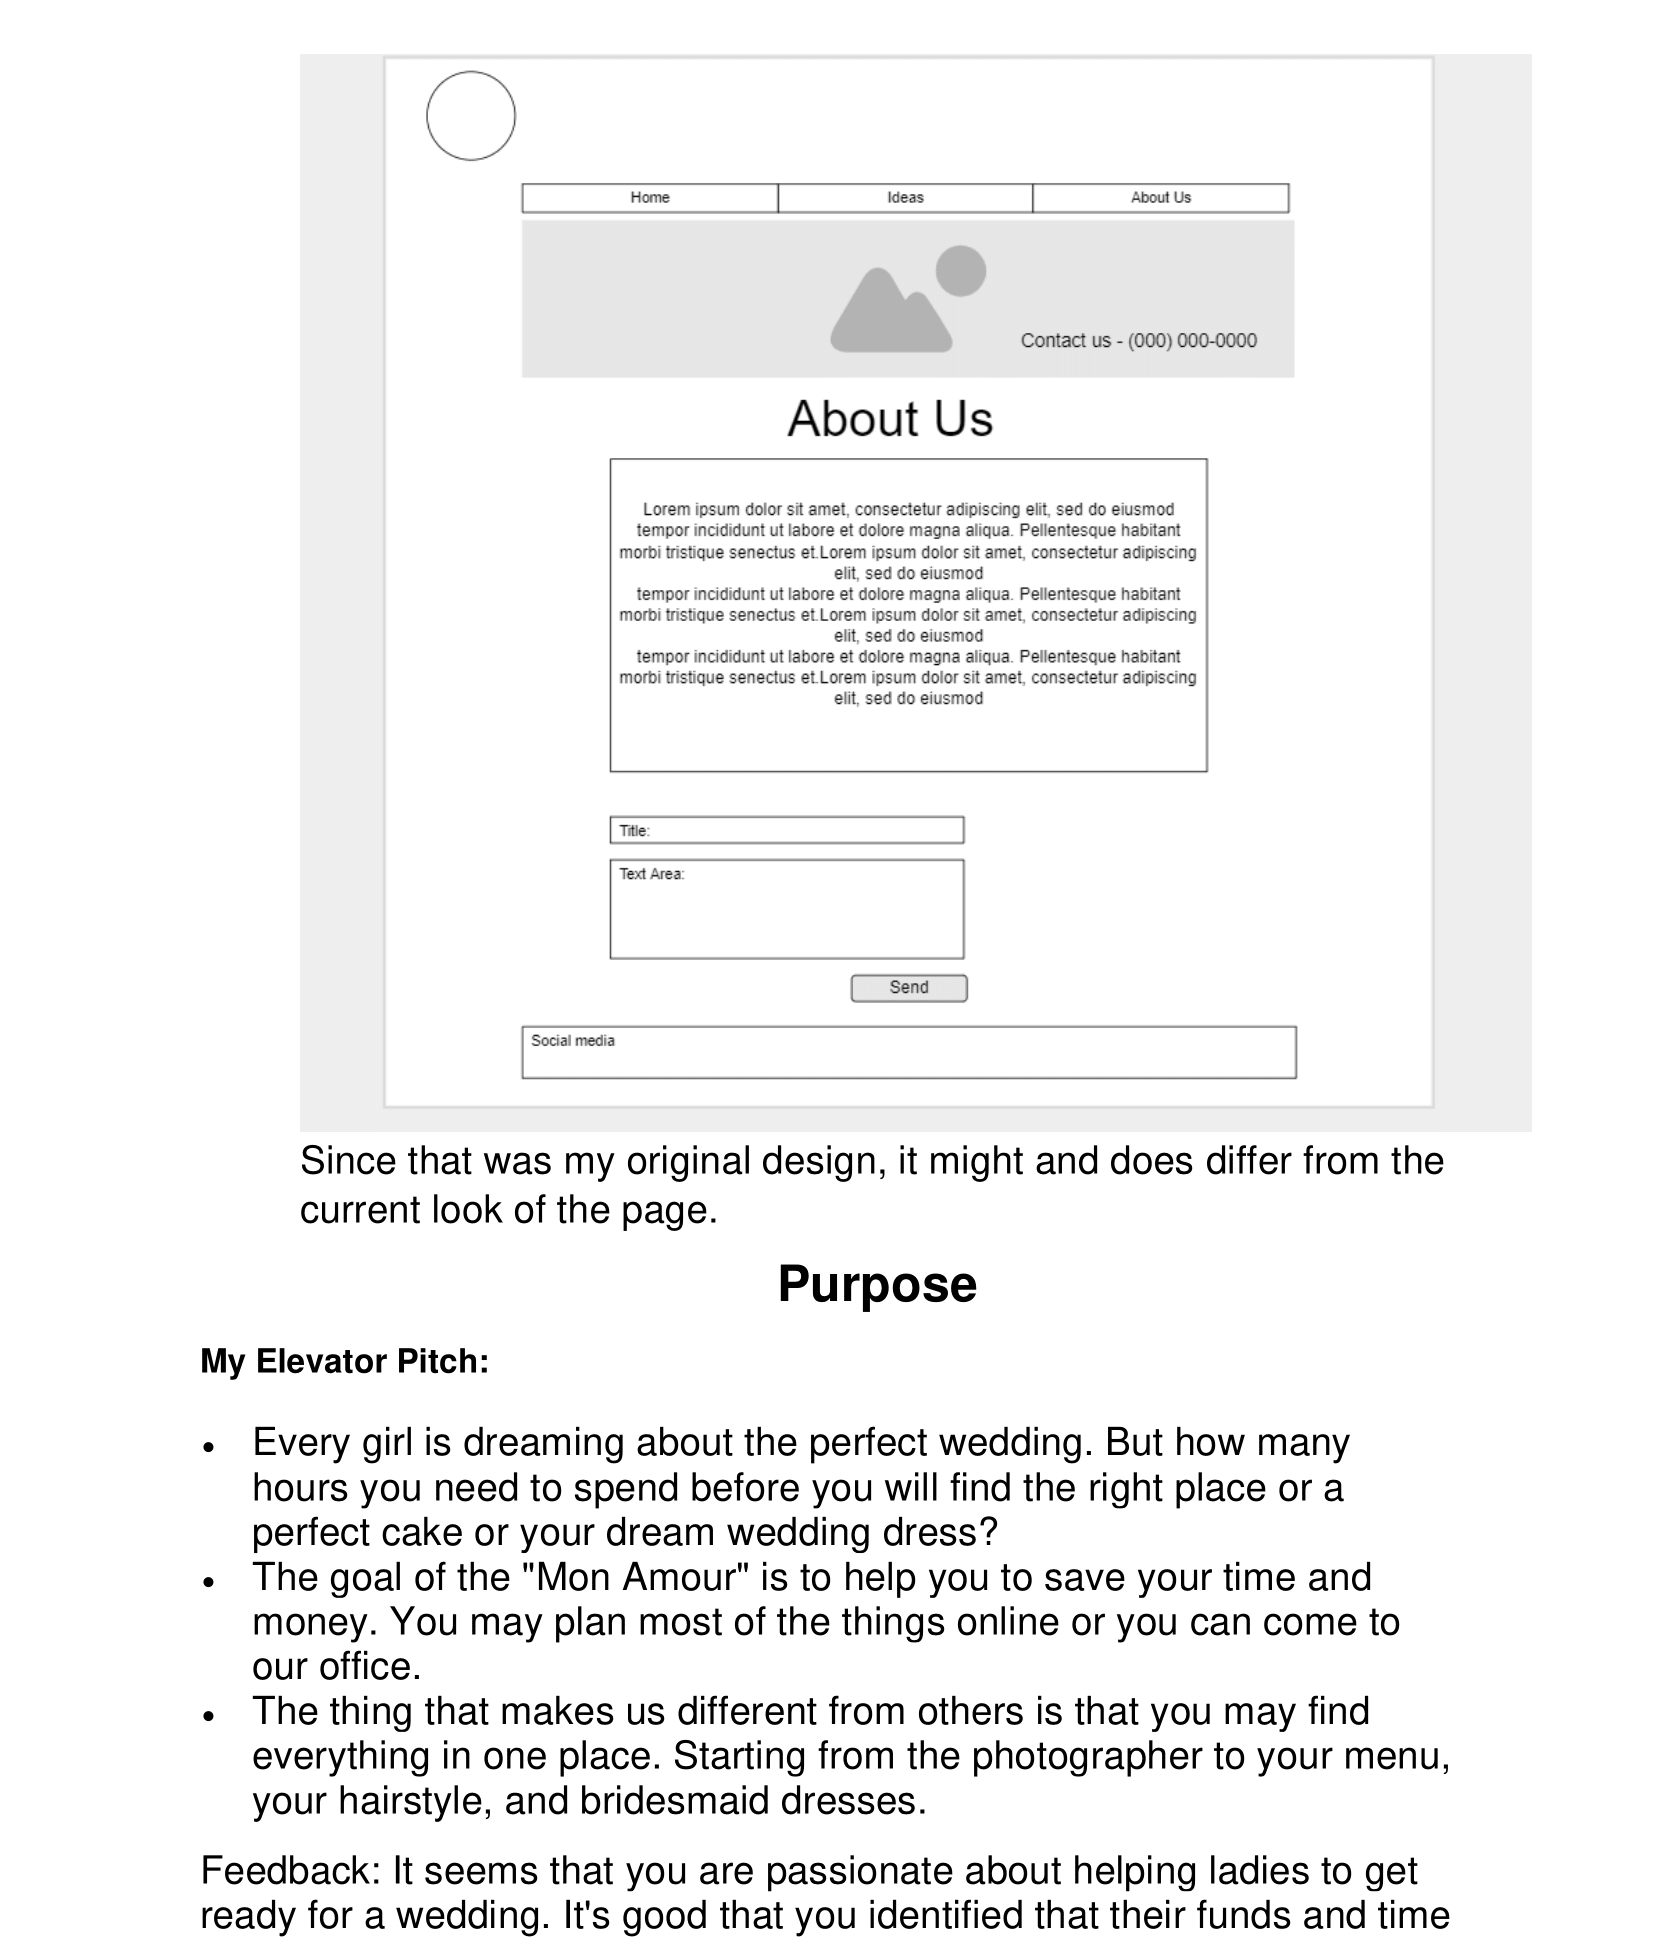 Home Ideas About Us
Contact us - (000) 000-0000
About Us
Lorem ipsum dolor sit amet, consectetur adipiscing elit, sed do eiusmod
tempor incididunt ut labore et dolore magna aliqua. Pellentesque habitant
morbi tristique senectus et.Lorem ipsum dolor sit amet, consectetur adipiscing
elit, sed do eiusmod
tempor incididunt ut labore et dolore magna aliqua. Pellentesque habitant
morbi tristique senectus et.Lorem ipsum dolor sit amet, consectetur adipiscing
elit, sed do eiusmod
tempor incididunt ut labore et dolore magna aliqua. Pellentesque habitant
morbi tristique senectus et.Lorem ipsum dolor sit amet, consectetur adipiscing
elit, sed do eiusmod
Title:
Text Area:
Send
Social media
Since that was my original design, it might and does differ from the
current look of the page.
Purpose
My Elevator Pitch:
• Every girl is dreaming about the perfect wedding. But how many
hours you need to spend before you will find the right place or a
perfect cake or your dream wedding dress?
• The goal of the "Mon Amour" is to help you to save your time and
money. You may plan most of the things online or you can come to
our office.
• The thing that makes us different from others is that you may find
everything in one place. Starting from the photographer to your menu,
your hairstyle, and bridesmaid dresses.
Feedback: It seems that you are passionate about helping ladies to get
ready for a wedding. It's good that you identified that their funds and time